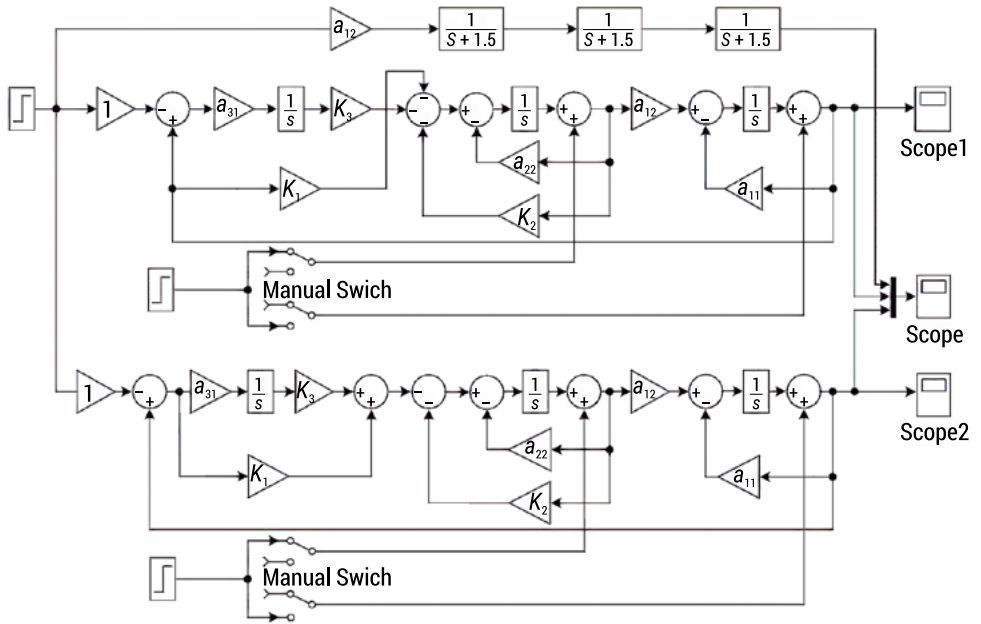 a12
1
S + 1.5
1
S + 1.5
1
S + 1.5
1
−
+
a31
1
s
K3
−
−
−
+
−
1
s
+
+
a12
+
−
1
s
+
+
Scope1
K1
a22
a11
K2
Manual Swich
Scope
1
−
+
a31
1
s
K3
+
+
−
−
+
−
1
s
+
+
a12
+
−
1
s
+
+
Scope2
K1
a22
a11
K2
Manual Swich